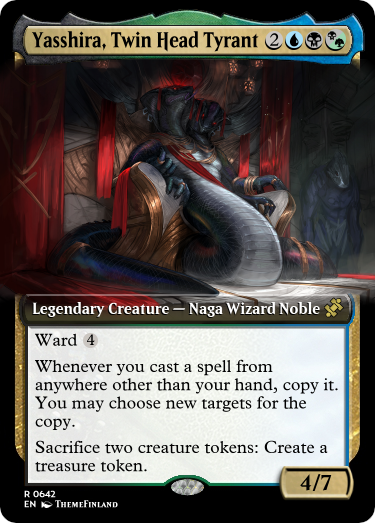 Yasshira, Twin Head Tyrant 2
Legendary Creature — Naga Wizard Noble
Ward 4
Whenever you cast a spell from
anywhere other than your hand, copy it.
You may choose new targets for the
copy.
Sacrifice two creature tokens: Create a
treasure token.
4/7
R 0642
EN ThemeFinland